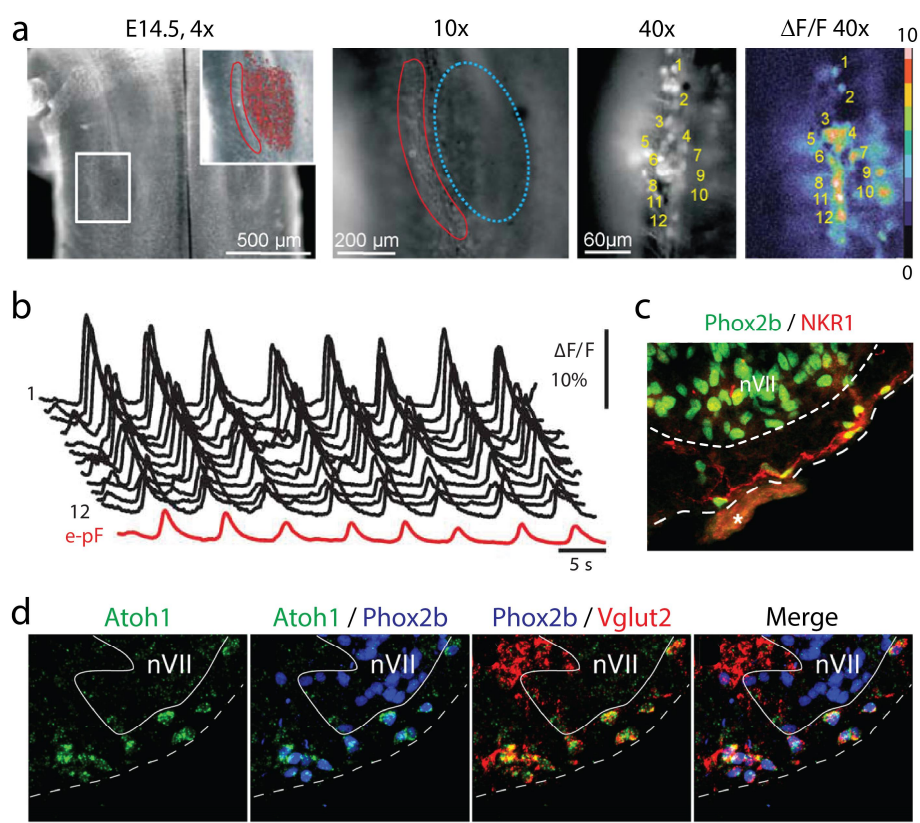 a
E14.5, 4x
10x
40x
ΔF/F 40x
10
500 µm
200 µm
60µm
1
2
3
4
5
6
7
8
9
10
11
12
1
2
3
4
5
6
7
8
9
10
11
12
0
b
1
12
e-pF
ΔF/F
10%
5 s
c
Phox2b / NKR1
nVII
*
d
Atoh1
Atoh1 / Phox2b
Phox2b / Vglut2
Merge
nVII
nVII
nVII
nVII